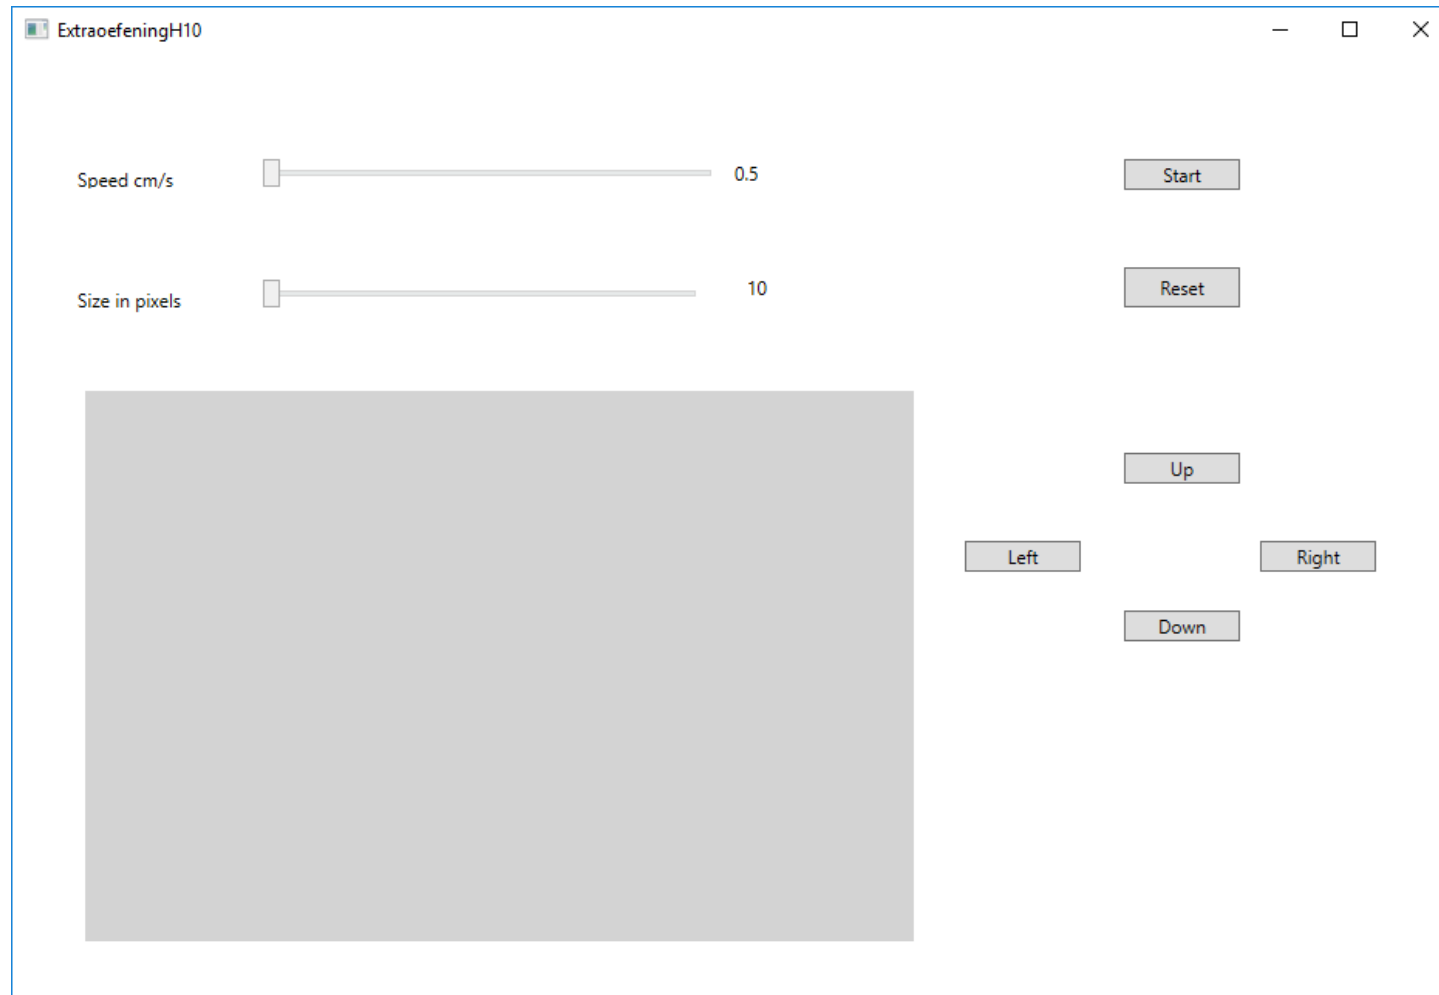 ExtraoefeningH10
Speed cm/s
0.5
Start
Size in pixels
10
Reset
Up
Left
Right
Down